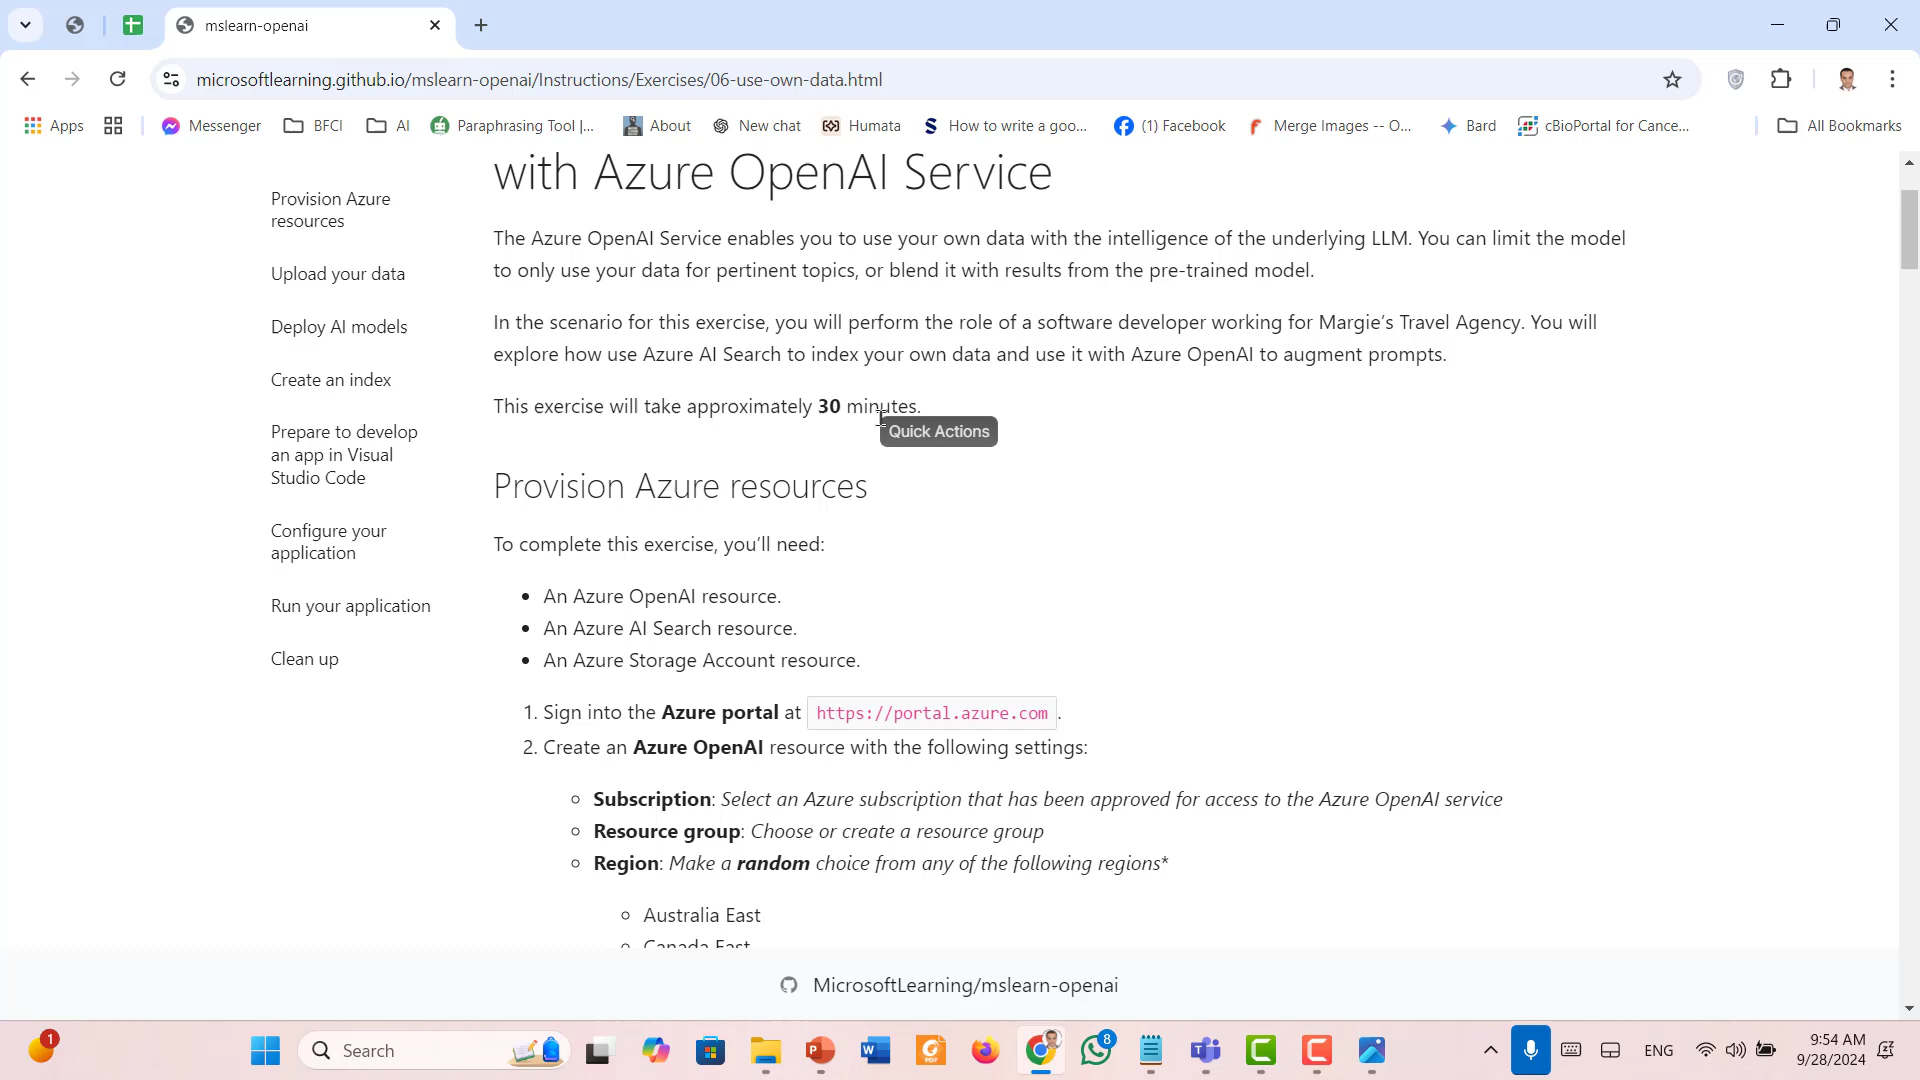 mslearn-openai
microsoftlearning.github.io/mslearn-openai/Instructions/Exercises/06-use-own-data.html
Apps
Messenger
BFCI
AI
Paraphrasing Tool |...
About
New chat
Humata
How to write a goo...
(1) Facebook
Merge Images -- O...
Bard
cBioPortal for Cance...
All Bookmarks
Provision Azure
resources
Upload your data
Deploy AI models
Create an index
Prepare to develop
an app in Visual
Studio Code
Configure your
application
Run your application
Clean up
with Azure OpenAI Service
The Azure OpenAI Service enables you to use your own data with the intelligence of the underlying LLM. You can limit the model
to only use your data for pertinent topics, or blend it with results from the pre-trained model.
In the scenario for this exercise, you will perform the role of a software developer working for Margie's Travel Agency. You will
explore how use Azure AI Search to index your own data and use it with Azure OpenAI to augment prompts.
This exercise will take approximately 30 minutes.
Quick Actions
Provision Azure resources
To complete this exercise, you'll need:
• An Azure OpenAI resource.
• An Azure AI Search resource.
• An Azure Storage Account resource.
1. Sign into the Azure portal at https://portal.azure.com.
2. Create an Azure OpenAI resource with the following settings:
Subscription: Select an Azure subscription that has been approved for access to the Azure OpenAI service
Resource group: Choose or create a resource group
Region: Make a random choice from any of the following regions*
Australia East
Canada East
MicrosoftLearning/mslearn-openai
1
Search
8
ENG
9:54 AM
9/28/2024